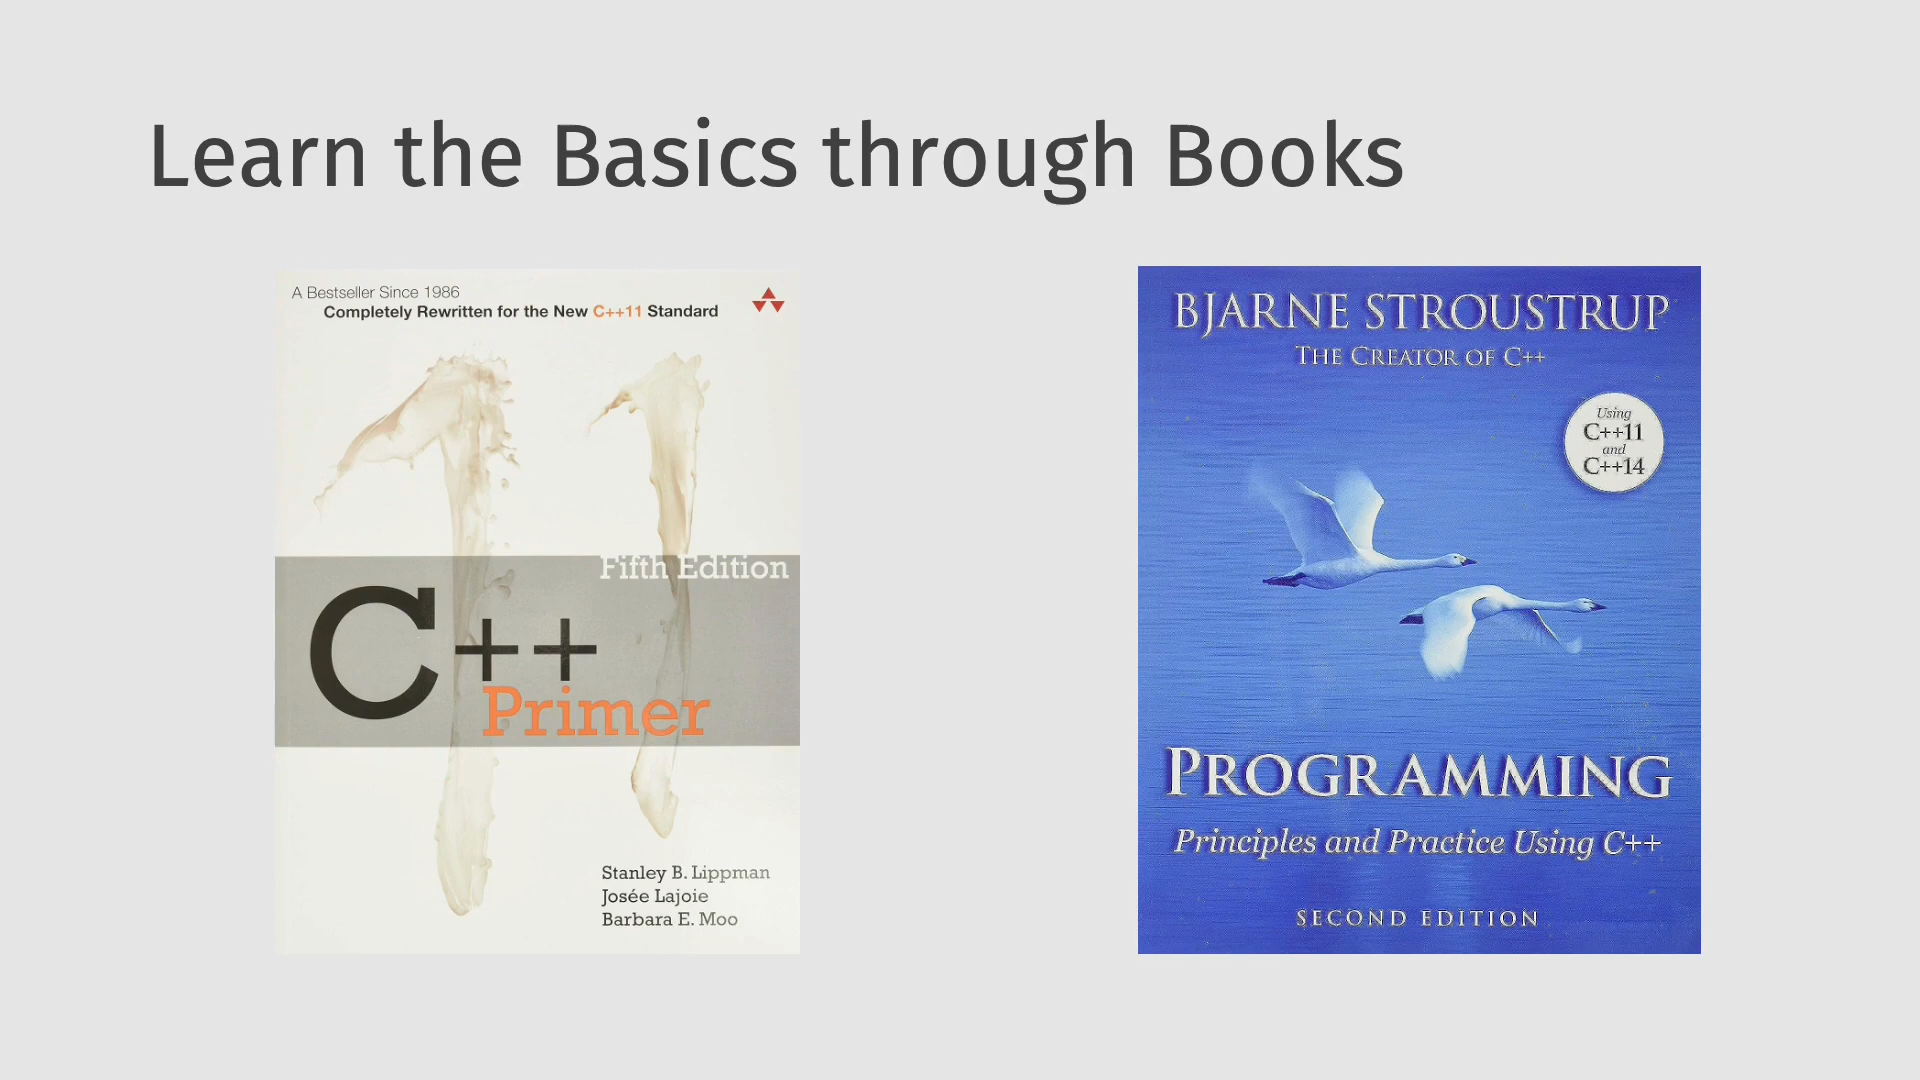 Learn the Basics through Books
A Bestseller Since 1986
Completely Rewritten for the New C++11 Standard
Fifth Edition
C++
Primer
Stanley B. Lippman
Josée Lajoie
Barbara E. Moo
BJARNE STROUSTRUP
THE CREATOR OF C++
Using
C++11
and
C++14
PROGRAMMING
Principles and Practice Using C++
SECOND EDITION